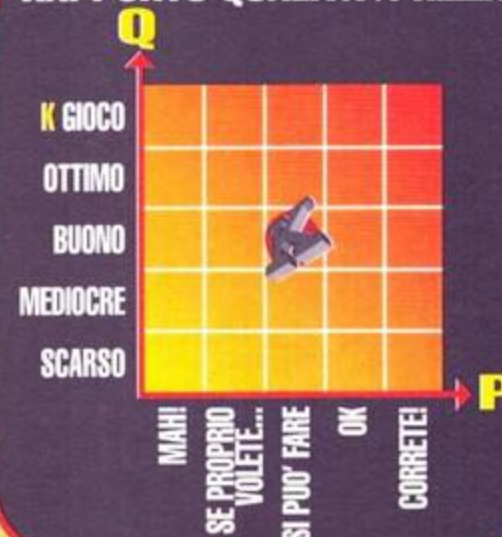 Q
K GIOCO
OTTIMO
BUONO
MEDIOCRE
SCARSO
P
MAH!
SE PROPRIO
VOLETE...
SI PUO' FARE
OK
CORRETE!